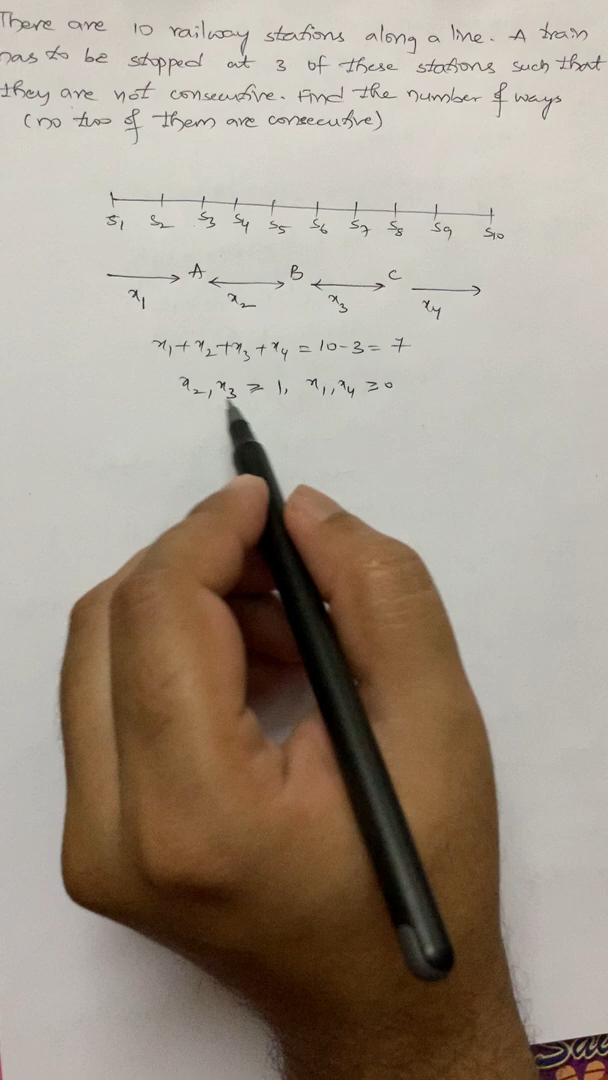 There are 10 railway stations along a line. A train
has to be stopped at 3 of these stations such that
they are not consecutive. Find the number of ways
(no two of them are consecutive)
S1 S2 S3 S4 S5 S6 S7 S8 S9 S10
A B C
x1 x2 x3 x4
x1+x2+x3+x4 = 10-3 = 7
x2, x3 ≥ 1, x1, x4 ≥ 0